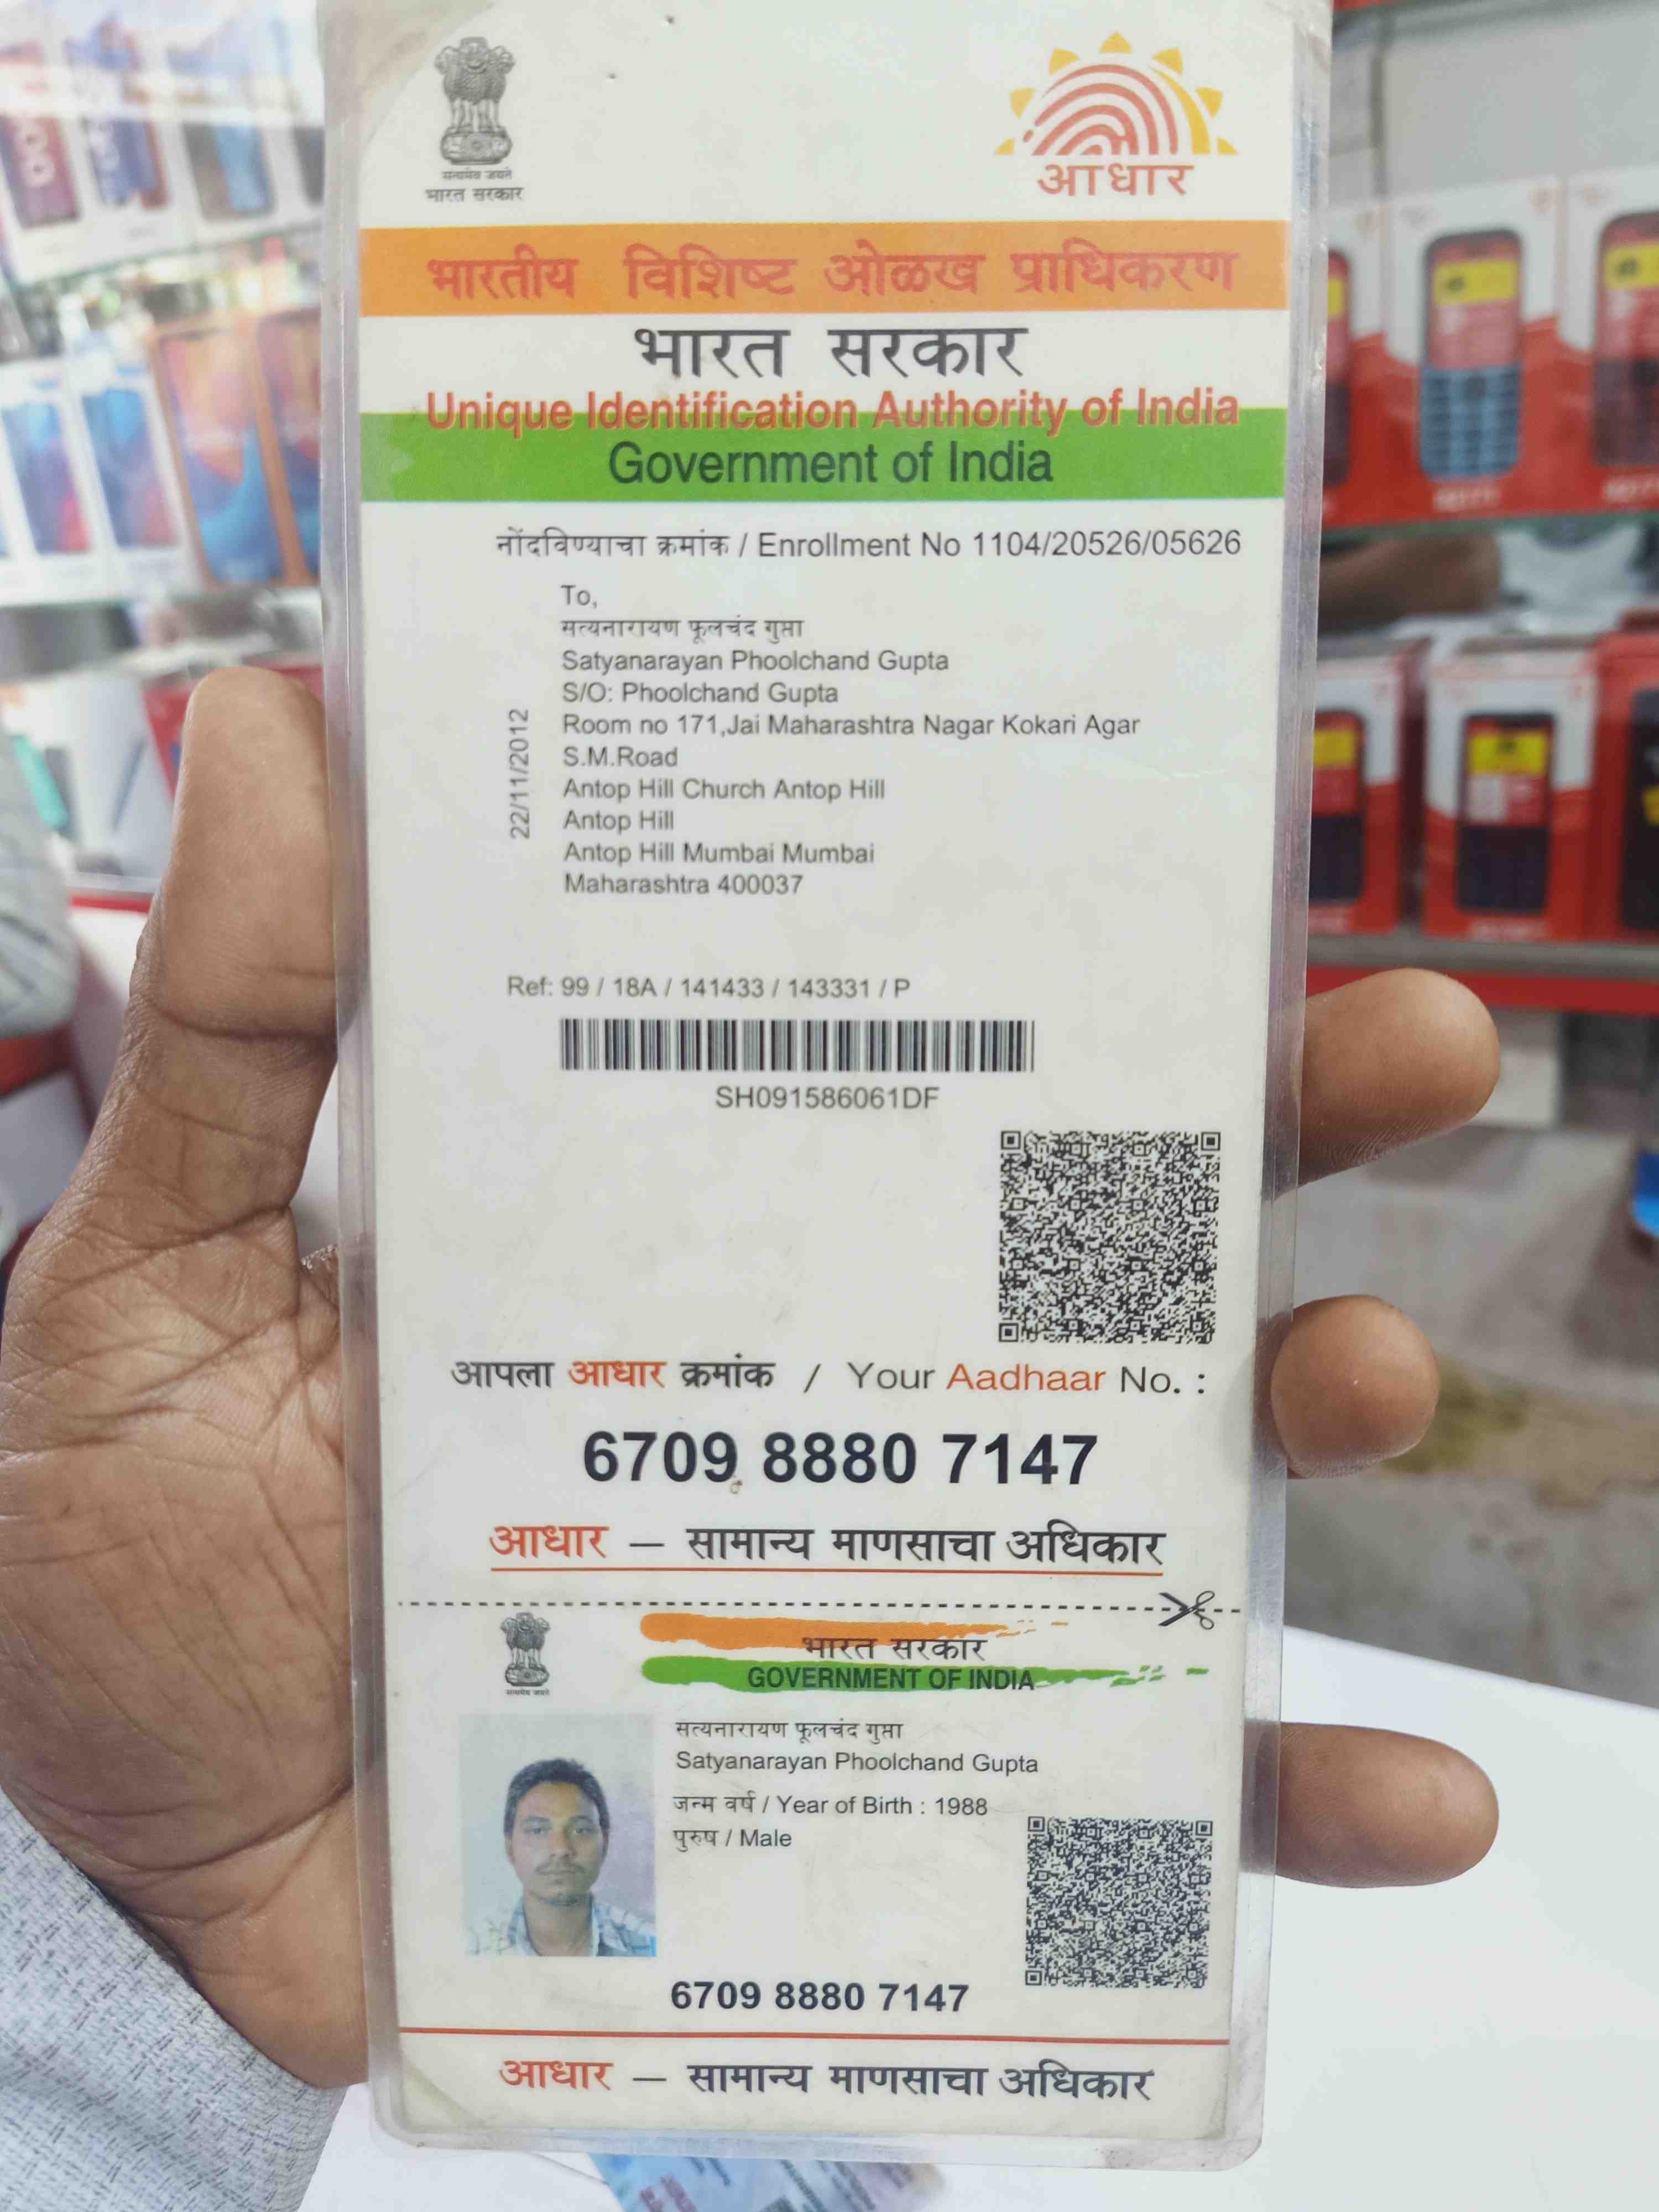 सत्यमेव जयते
भारत सरकार
आधार
भारतीय विशिष्ट ओळख प्राधिकरण
भारत सरकार
Unique Identification Authority of India
Government of India
नोंदविण्याचा क्रमांक / Enrollment No 1104/20526/05626
To,
सत्यनारायण फूलचंद गुप्ता
Satyanarayan Phoolchand Gupta
S/O: Phoolchand Gupta
Room no 171,Jai Maharashtra Nagar Kokari Agar
S.M.Road
Antop Hill Church Antop Hill
Antop Hill
Antop Hill Mumbai Mumbai
Maharashtra 400037
22/11/2012
Ref: 99 / 18A / 141433 / 143331 / P
SH091586061DF
आपला आधार क्रमांक / Your Aadhaar No. :
6709 8880 7147
आधार – सामान्य माणसाचा अधिकार
भारत सरकार
GOVERNMENT OF INDIA
सत्यमेव जयते
सत्यनारायण फूलचंद गुप्ता
Satyanarayan Phoolchand Gupta
जन्म वर्ष / Year of Birth : 1988
पुरुष / Male
6709 8880 7147
आधार – सामान्य माणसाचा अधिकार